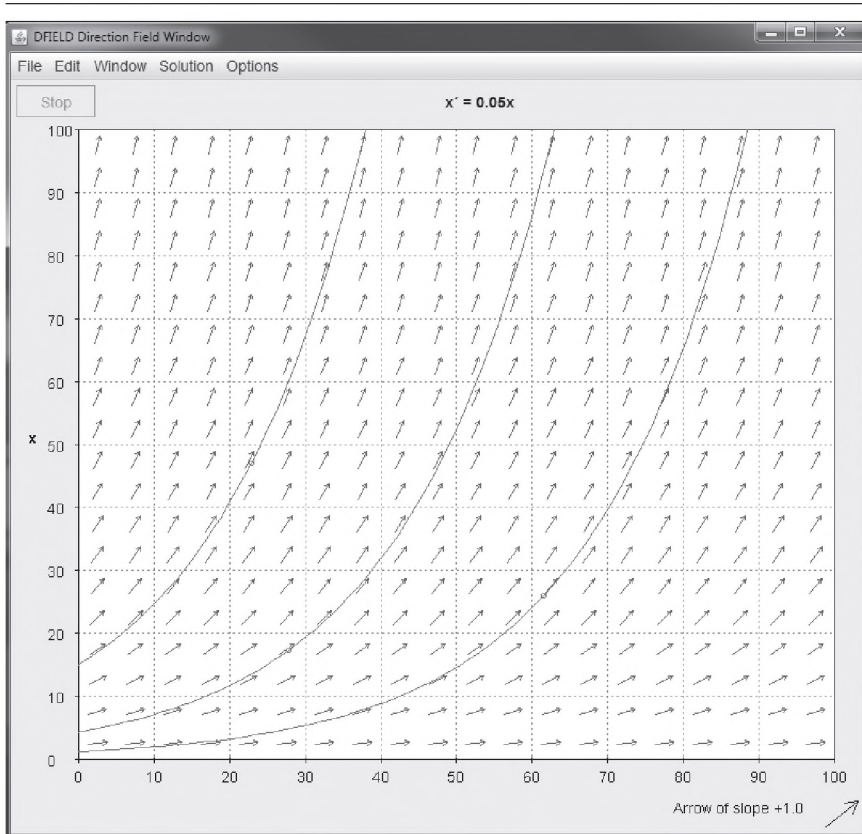 DFIELD Direction Field Window
File Edit Window Solution Options
Stop
x´ = 0.05x
100
90
80
70
60
x 50
40
30
20
10
0
0 10 20 30 40 50 60 70 80 90 100
Arrow of slope +1.0